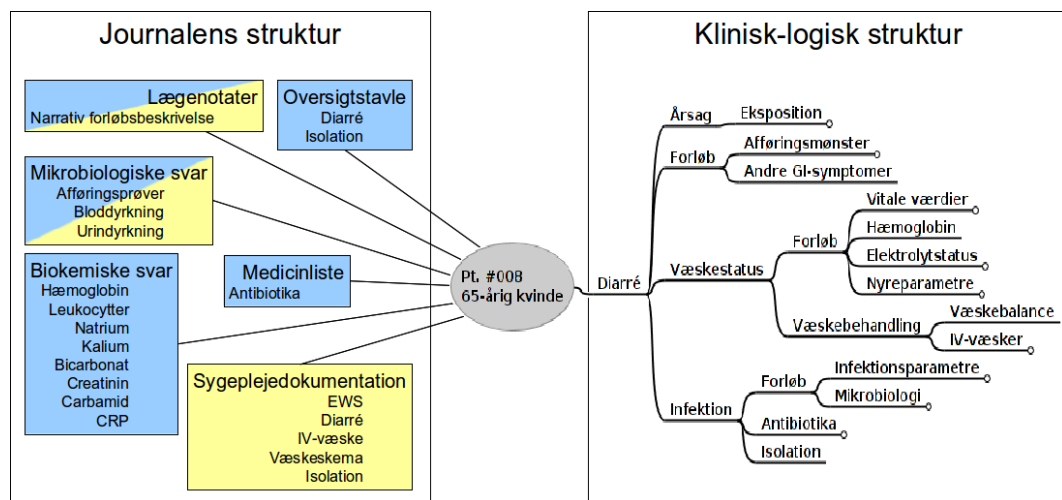 Journalens struktur
Lægenotater
Narrativ forløbsbeskrivelse
Oversigtstavle
Diarré
Isolation
Mikrobiologiske svar
Afføringsprøver
Bloddyrkning
Urindyrkning
Biokemiske svar
Hæmoglobin
Leukocytter
Natrium
Kalium
Bicarbonat
Creatinin
Carbamid
CRP
Medicinliste
Antibiotika
Sygeplejedokumentation
EWS
Diarré
IV-væske
Væskeskema
Isolation
Pt. #008
65-årig kvinde
Klinisk-logisk struktur
Diarré
Årsag
Eksposition
Forløb
Afføringsmønster
Andre GI-symptomer
Væskestatus
Forløb
Vitale værdier
Hæmoglobin
Elektrolytstatus
Nyreparametre
Væskebehandling
Væskebalance
IV-væsker
Infektion
Forløb
Infektionsparametre
Mikrobiologi
Antibiotika
Isolation